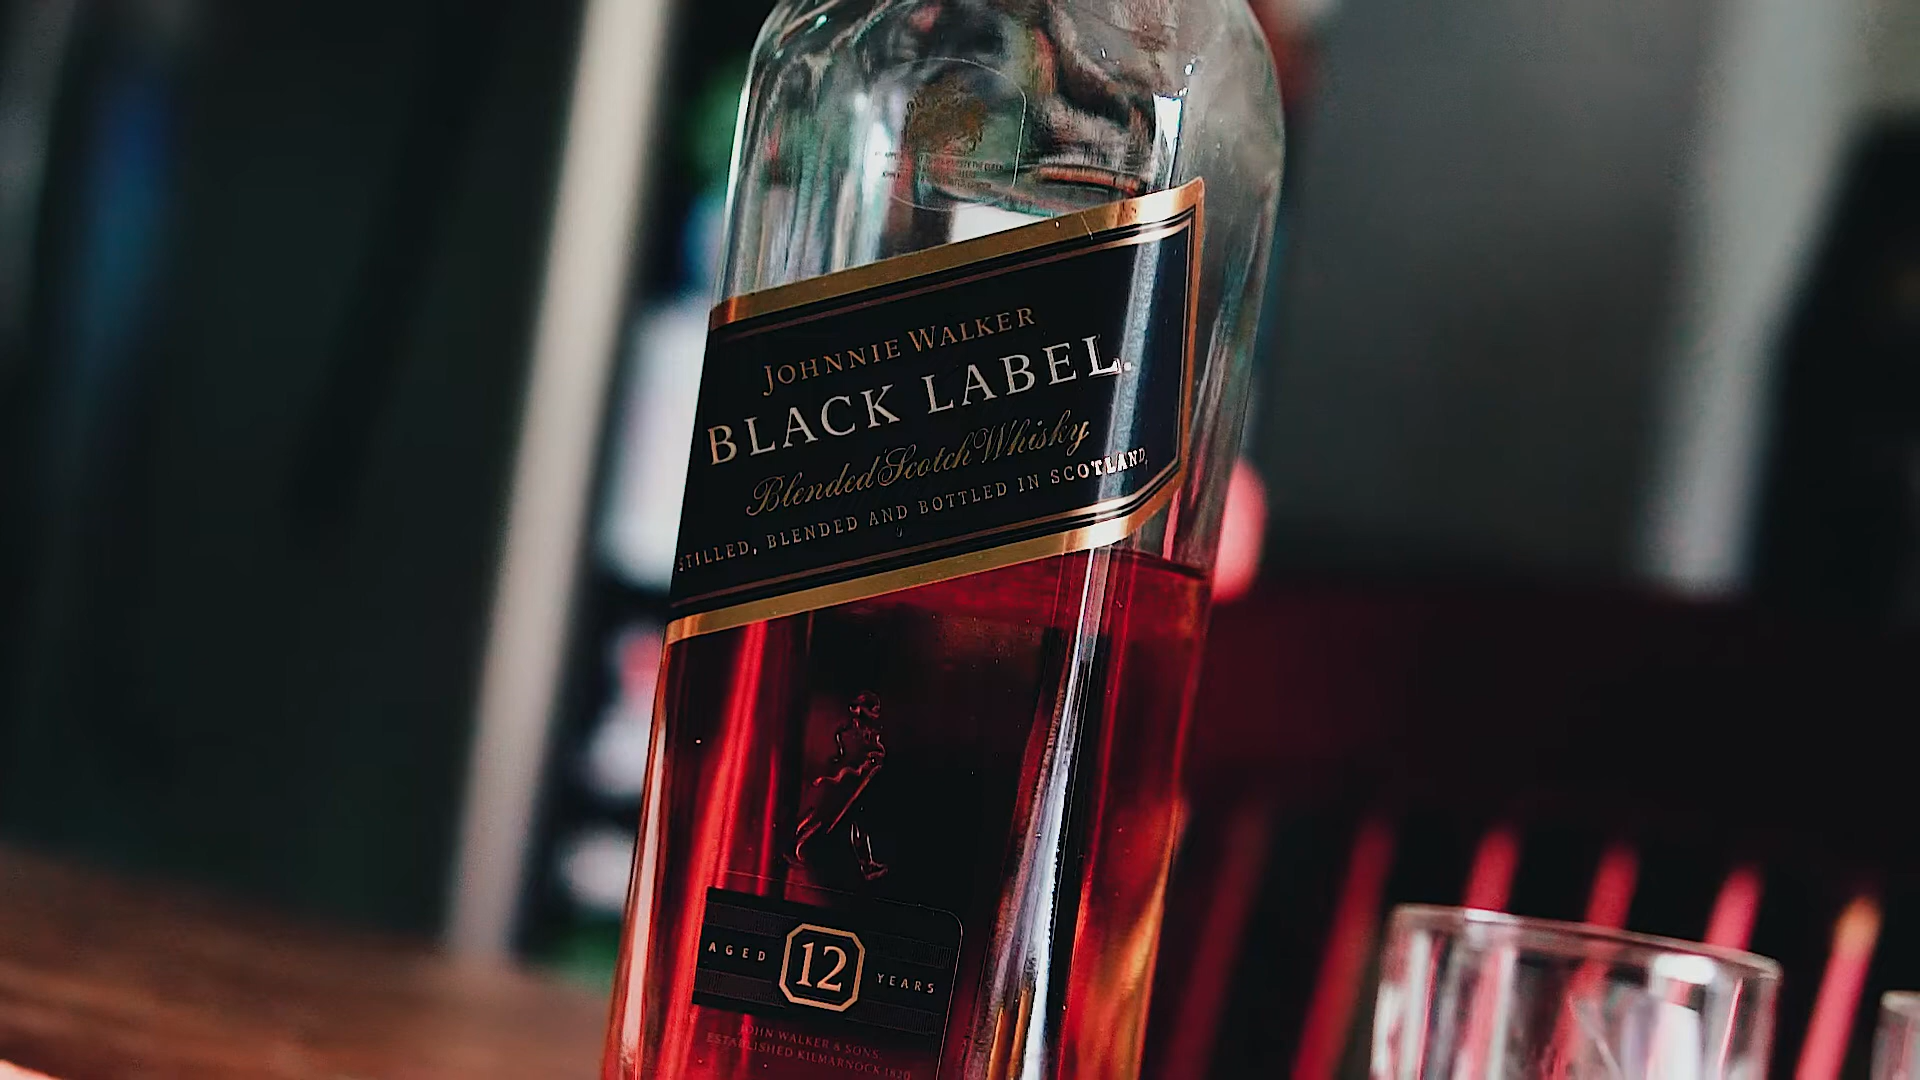 JOHNNIE WALKER
BLACK LABEL.
Blended Scotch Whisky
STILLED, BLENDED AND BOTTLED IN SCOTLAND,
AGED 12 YEARS
JOHN WALKER & SONS,
ESTABLISHED KILMARNOCK 1820